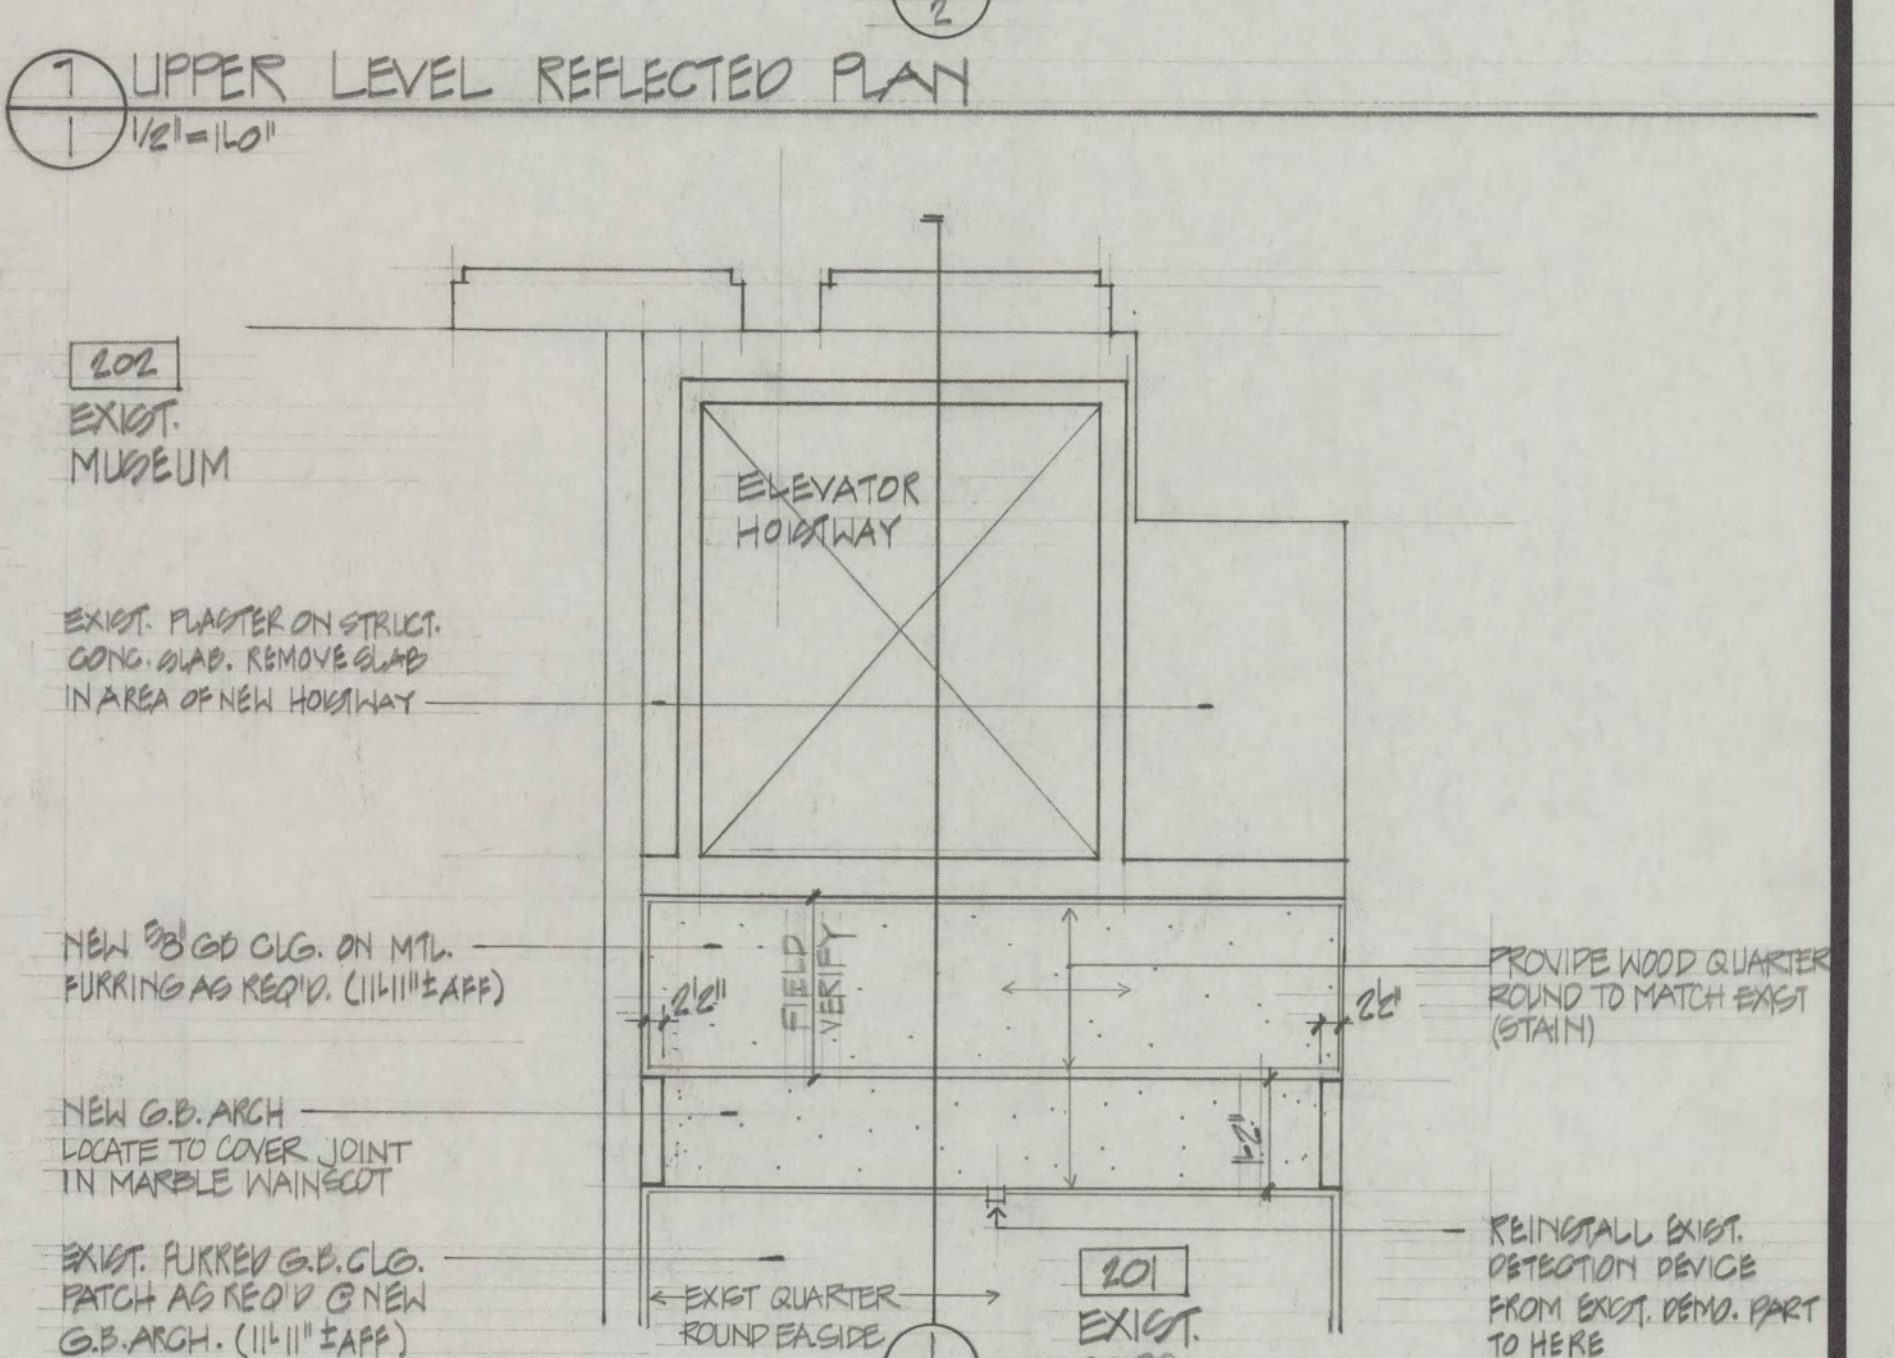 2
7 UPPER LEVEL REFLECTED PLAN
1 1/2"=1'-0"
202
EXIST.
MUSEUM
ELEVATOR
HOISTWAY
EXIST. PLASTER ON STRUCT.
CONC. SLAB. REMOVE SLAB
IN AREA OF NEW HOISTWAY
NEW 5/8" GB CLG. ON MTL.
FURRING AS REQ'D. (11'-11"± AFF)
2 1/2"
FIELD
VERIFY
2 1/2"
PROVIDE WOOD QUARTER
ROUND TO MATCH EXIST
(STAIN)
NEW G.B. ARCH
LOCATE TO COVER JOINT
IN MARBLE WAINSCOT
1'-2"
EXIST. FURRED G.B. CLG.
PATCH AS REQ'D @ NEW
G.B. ARCH. (11'-11"± AFF)
EXIST QUARTER
ROUND EA. SIDE
201
EXIST.
REINSTALL EXIST.
DETECTION DEVICE
FROM EXIST. DEMO. PART
TO HERE
1